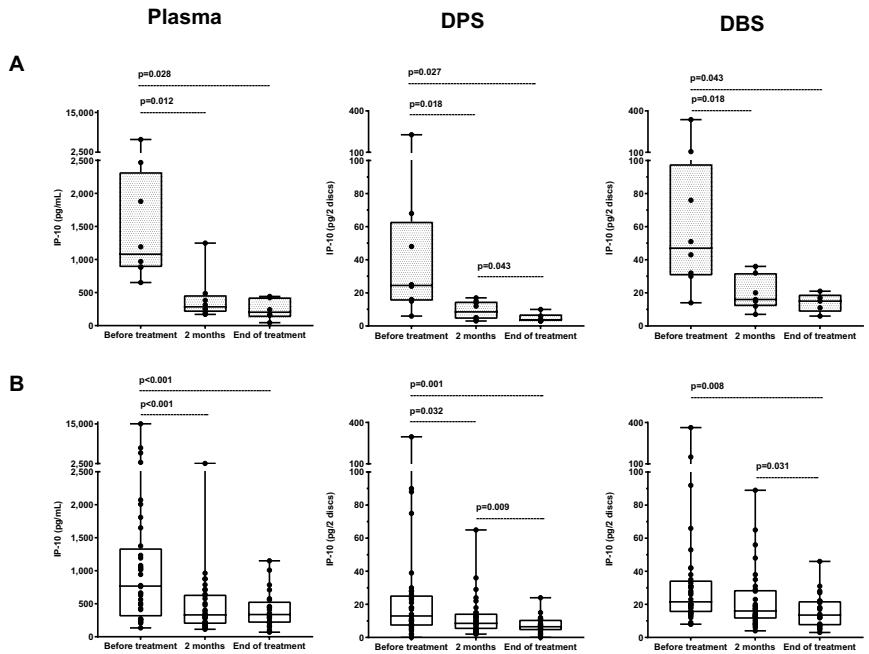 Plasma
DPS
DBS
A
p=0.028
p=0.012
15,000
2,500
2,500
2,000
1,500
1,000
500
0
IP-10 (pg/mL)
Before treatment 2 months End of treatment
p=0.027
p=0.018
p=0.043
400
100
100
80
60
40
20
0
IP-10 (pg/2 discs)
Before treatment 2 months End of treatment
p=0.043
p=0.018
400
100
100
80
60
40
20
0
IP-10 (pg/2 discs)
Before treatment 2 months End of treatment
B
p<0.001
p<0.001
15,000
2,500
2,500
2,000
1,500
1,000
500
0
IP-10 (pg/mL)
Before treatment 2 months End of treatment
p=0.001
p=0.032
p=0.009
400
100
100
80
60
40
20
0
IP-10 (pg/2 discs)
Before treatment 2 months End of treatment
p=0.008
p=0.031
400
100
100
80
60
40
20
0
IP-10 (pg/2 discs)
Before treatment 2 months End of treatment